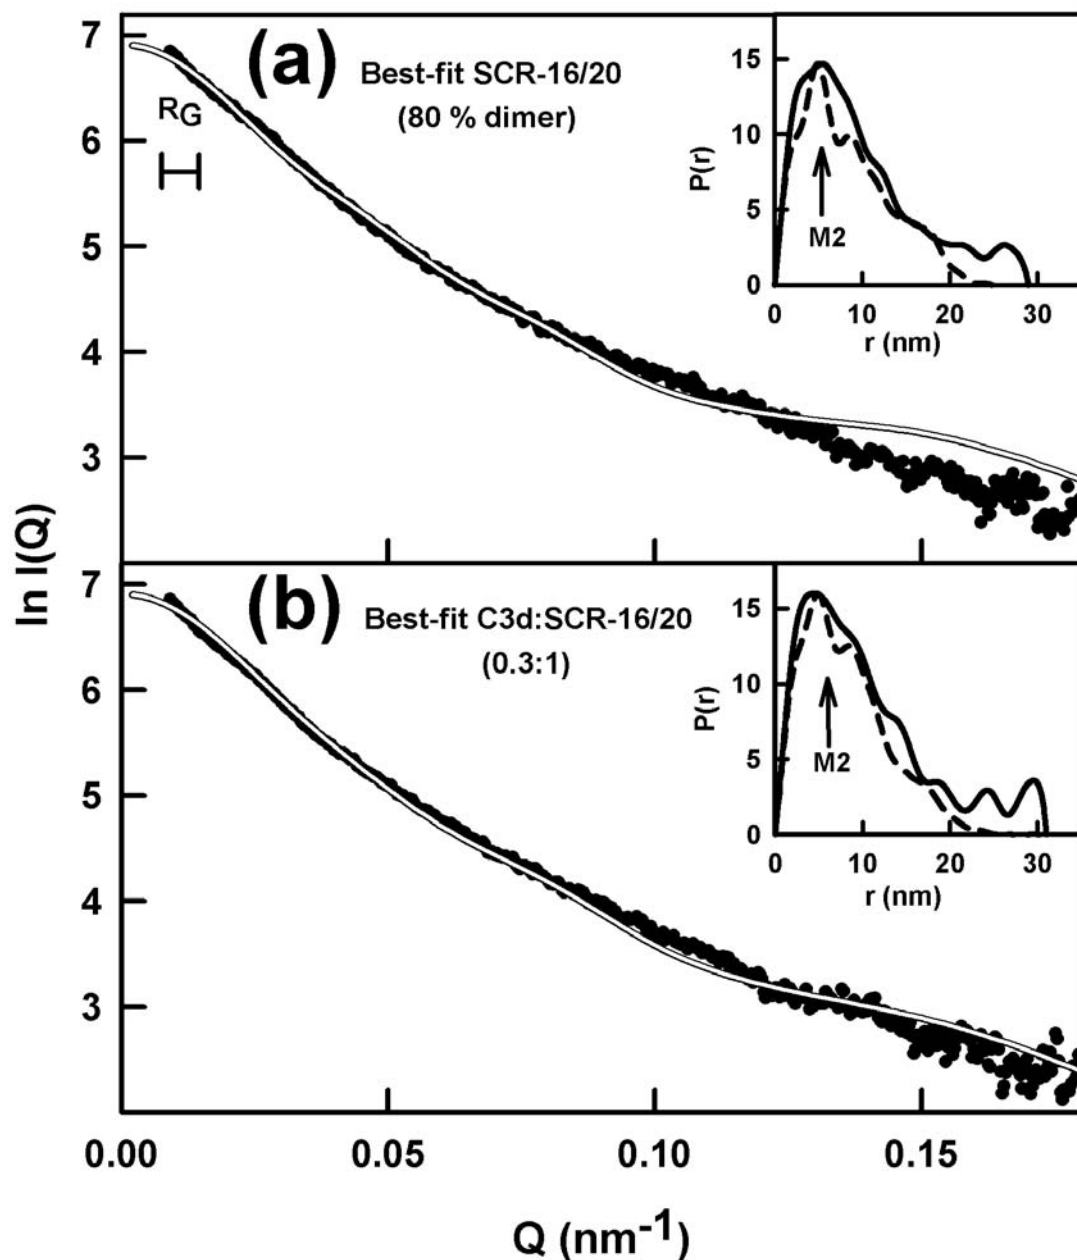 (a)
Best-fit SCR-16/20
(80 % dimer)
RG
7
6
5
4
3
15
10
5
0
P(r)
M2
0 10 20 30
r (nm)
(b)
Best-fit C3d:SCR-16/20
(0.3:1)
7
6
5
4
3
15
10
5
0
P(r)
M2
0 10 20 30
r (nm)
ln I(Q)
0.00 0.05 0.10 0.15
Q (nm⁻¹)